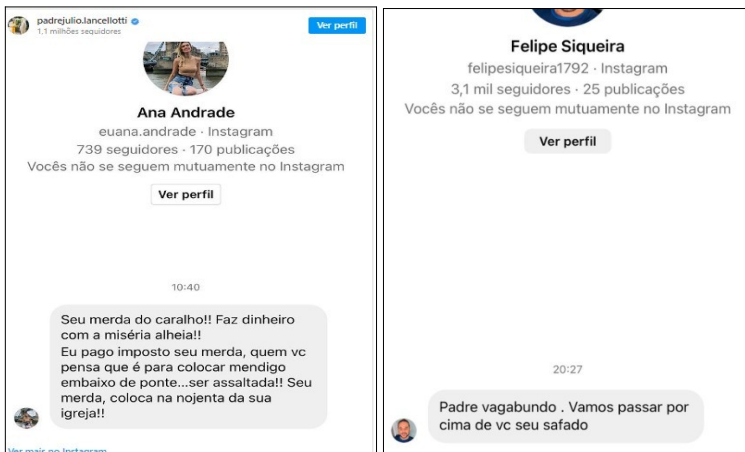 padrejulio.lancellotti
1,1 milhões seguidores
Ver perfil
Ana Andrade
euana.andrade · Instagram
739 seguidores · 170 publicações
Vocês não se seguem mutuamente no Instagram
Ver perfil
10:40
Seu merda do caralho!! Faz dinheiro
com a miséria alheia!!
Eu pago imposto seu merda, quem vc
pensa que é para colocar mendigo
embaixo de ponte...ser assaltada!! Seu
merda, coloca na nojenta da sua
igreja!!
Ver mais no Instagram
Felipe Siqueira
felipesiqueira1792 · Instagram
3,1 mil seguidores · 25 publicações
Vocês não se seguem mutuamente no Instagram
Ver perfil
20:27
Padre vagabundo . Vamos passar por
cima de vc seu safado